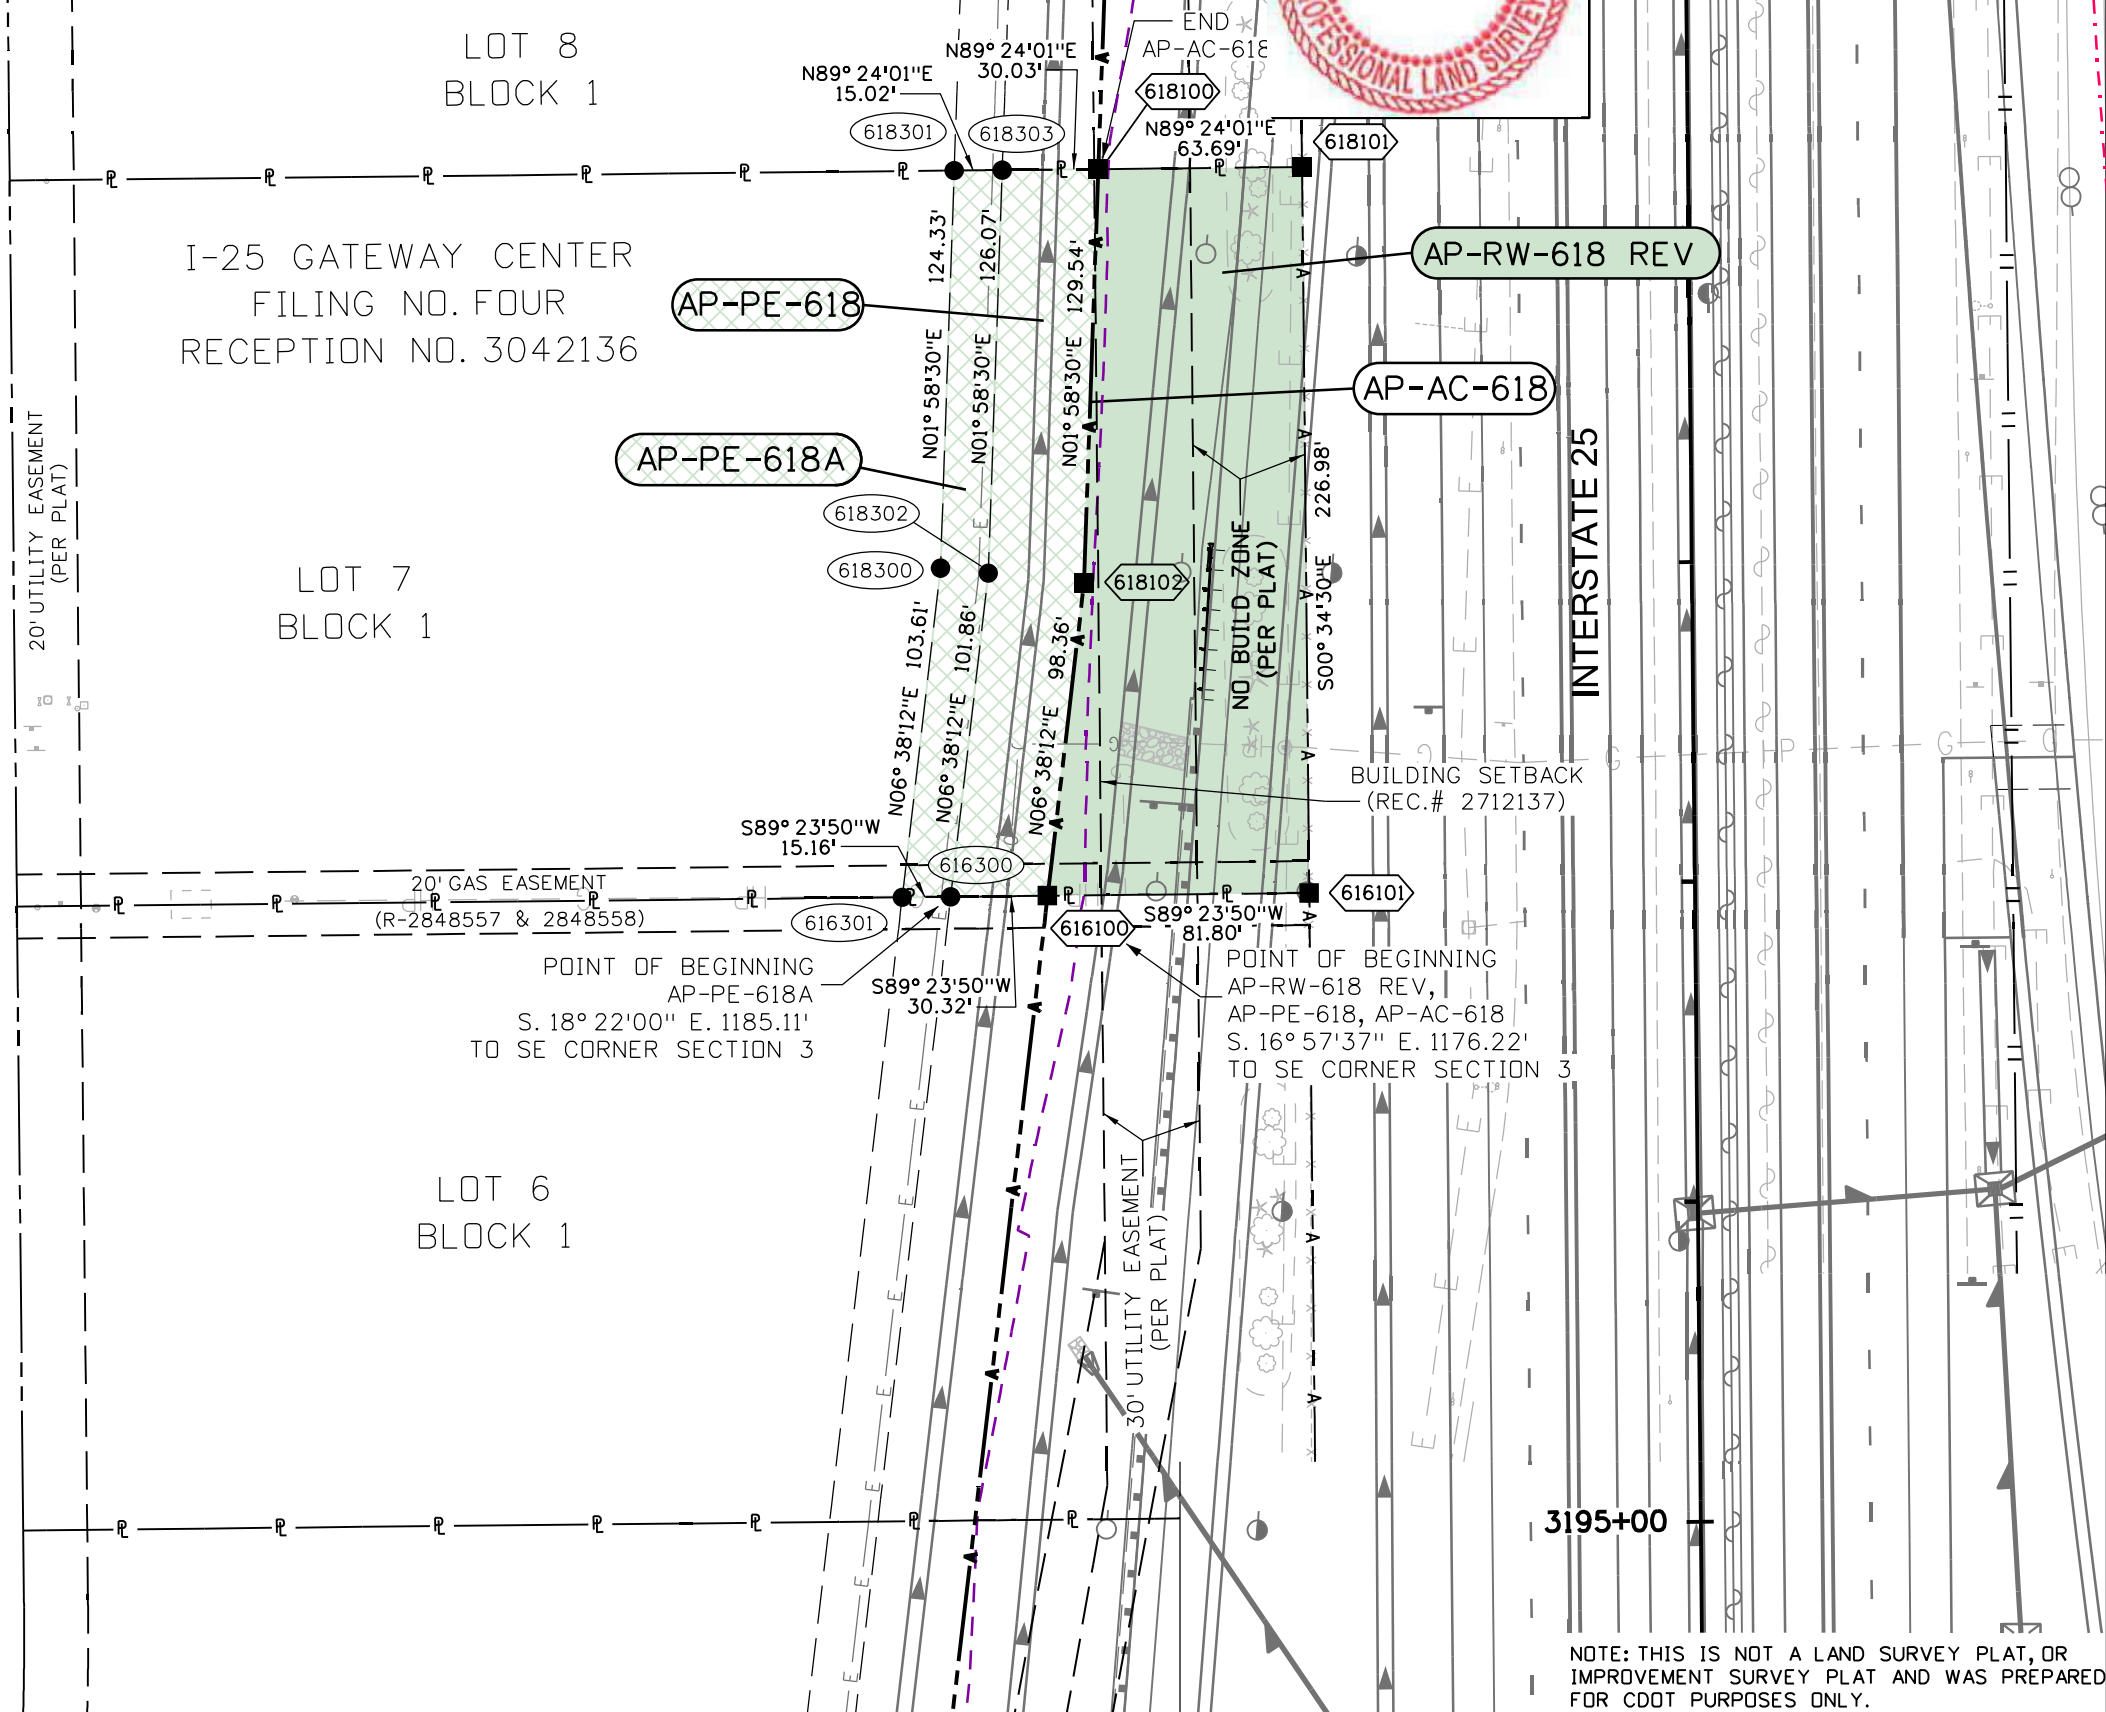 LOT 8
BLOCK 1
N89° 24'01"E
15.02'
N89° 24'01"E
30.03'
END
AP-AC-618
618100
N89° 24'01"E
63.69'
618101
618301
618303
OFESSIONAL LAND SURVEY
I-25 GATEWAY CENTER
FILING NO. FOUR
RECEPTION NO. 3042136
AP-PE-618
AP-RW-618 REV
AP-AC-618
AP-PE-618A
124.33'
N01° 58'30"E
126.07'
N01° 58'30"E
129.54'
N01° 58'30"E
226.98'
S00° 34'30"E
INTERSTATE 25
20' UTILITY EASEMENT
(PER PLAT)
618302
618300
618102
NO BUILD ZONE
(PER PLAT)
LOT 7
BLOCK 1
103.61'
N06° 38'12"E
101.86'
N06° 38'12"E
98.36'
N06° 38'12"E
BUILDING SETBACK
(REC.# 2712137)
S89° 23'50"W
15.16'
616300
20' GAS EASEMENT
(R-2848557 & 2848558)
616301
616100
S89° 23'50"W
81.80'
616101
POINT OF BEGINNING
AP-PE-618A
S. 18° 22'00" E. 1185.11'
TO SE CORNER SECTION 3
S89° 23'50"W
30.32'
POINT OF BEGINNING
AP-RW-618 REV,
AP-PE-618, AP-AC-618
S. 16° 57'37" E. 1176.22'
TO SE CORNER SECTION 3
LOT 6
BLOCK 1
30' UTILITY EASEMENT
(PER PLAT)
3195+00
NOTE: THIS IS NOT A LAND SURVEY PLAT, OR
IMPROVEMENT SURVEY PLAT AND WAS PREPARED
FOR CDOT PURPOSES ONLY.